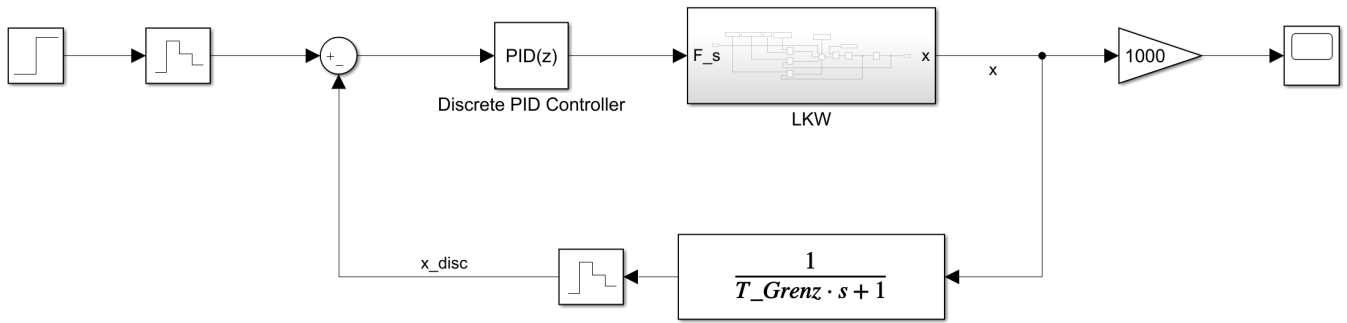 +
_
PID(z)
Discrete PID Controller
F_s
x
LKW
x
1000
x_disc
1
T_Grenz · s + 1